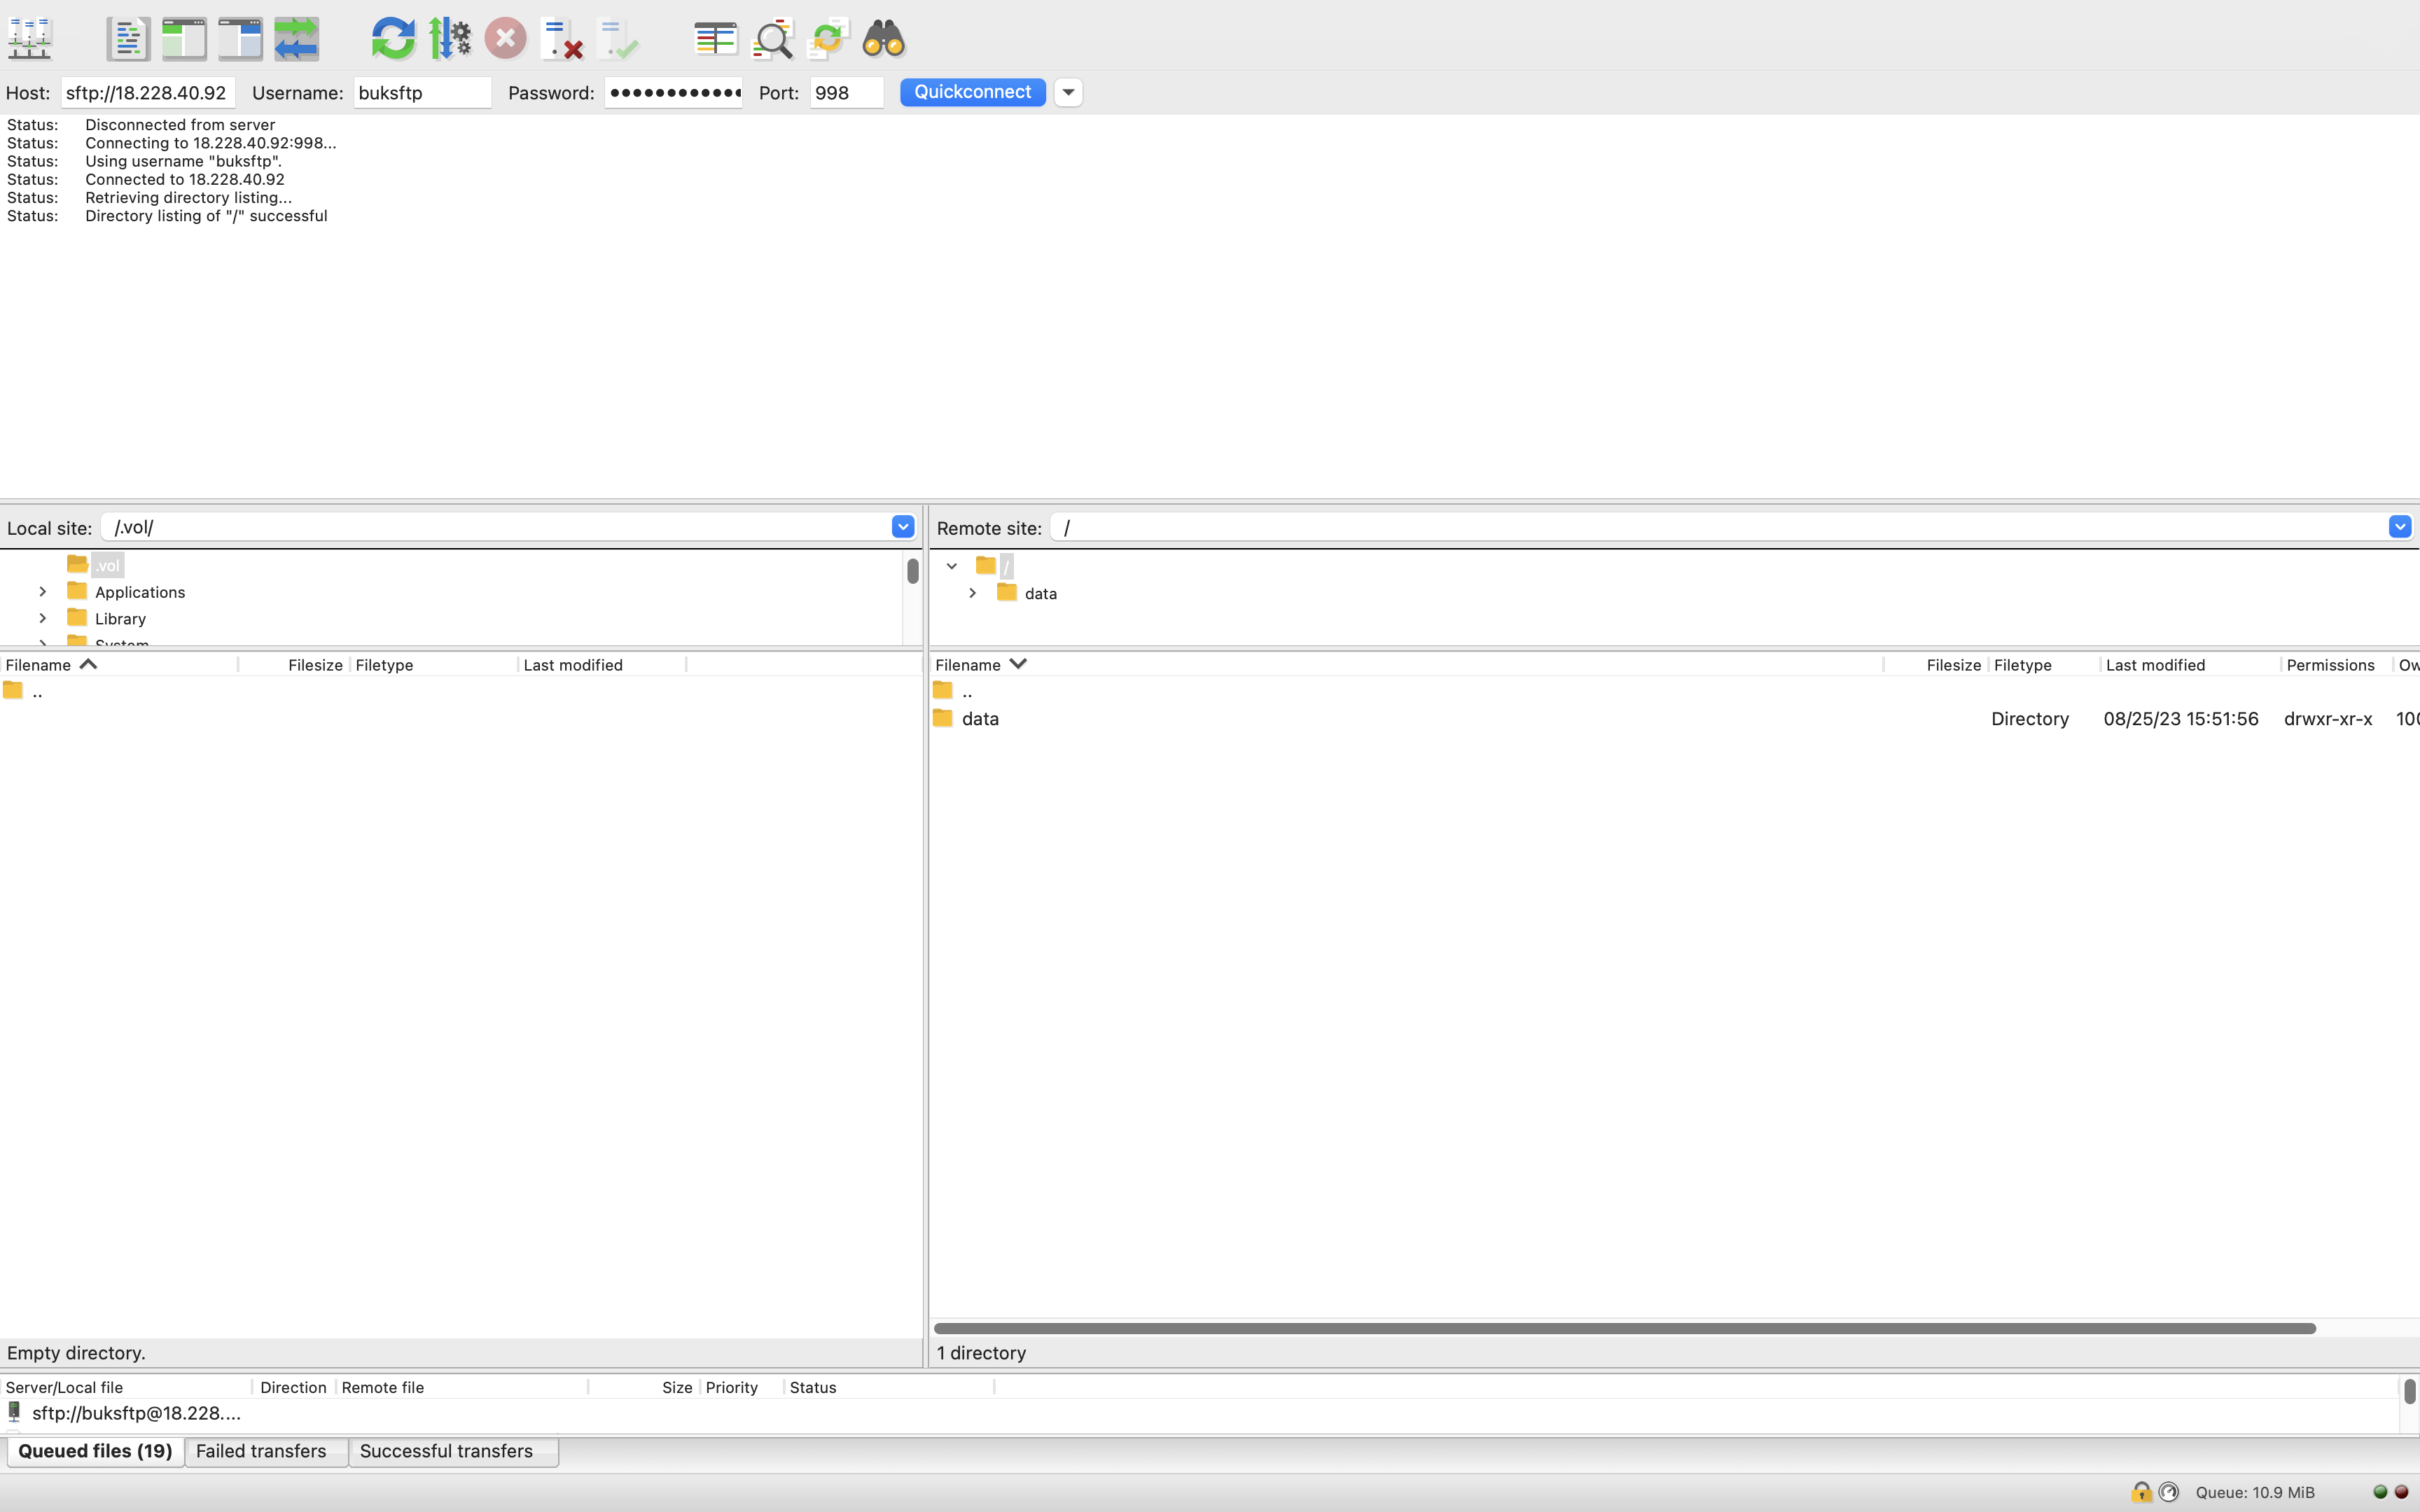 Host: sftp://18.228.40.92 Username: buksftp Password: ●●●●●●●●●●●● Port: 998 Quickconnect
Status: Disconnected from server
Status: Connecting to 18.228.40.92:998...
Status: Using username "buksftp".
Status: Connected to 18.228.40.92
Status: Retrieving directory listing...
Status: Directory listing of "/" successful
Local site: /.vol/
.vol
Applications
Library
System
Filename Filesize Filetype Last modified
..
Empty directory.
Remote site: /
/
data
Filename Filesize Filetype Last modified Permissions Ow
..
data Directory 08/25/23 15:51:56 drwxr-xr-x 100
1 directory
Server/Local file Direction Remote file Size Priority Status
sftp://buksftp@18.228....
Queued files (19) Failed transfers Successful transfers
Queue: 10.9 MiB